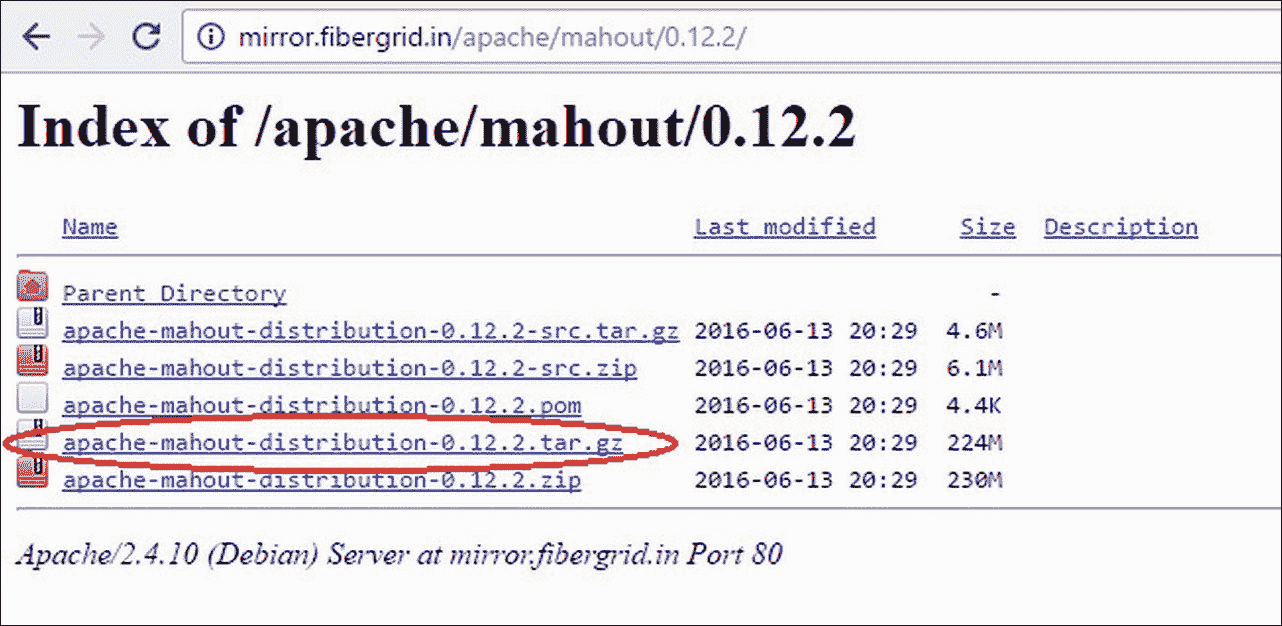 mirror.fibergrid.in/apache/mahout/0.12.2/
Index of /apache/mahout/0.12.2
Name Last modified Size Description
Parent Directory -
apache-mahout-distribution-0.12.2-src.tar.gz 2016-06-13 20:29 4.6M
apache-mahout-distribution-0.12.2-src.zip 2016-06-13 20:29 6.1M
apache-mahout-distribution-0.12.2.pom 2016-06-13 20:29 4.4K
apache-mahout-distribution-0.12.2.tar.gz 2016-06-13 20:29 224M
apache-mahout-distribution-0.12.2.zip 2016-06-13 20:29 230M
Apache/2.4.10 (Debian) Server at mirror.fibergrid.in Port 80